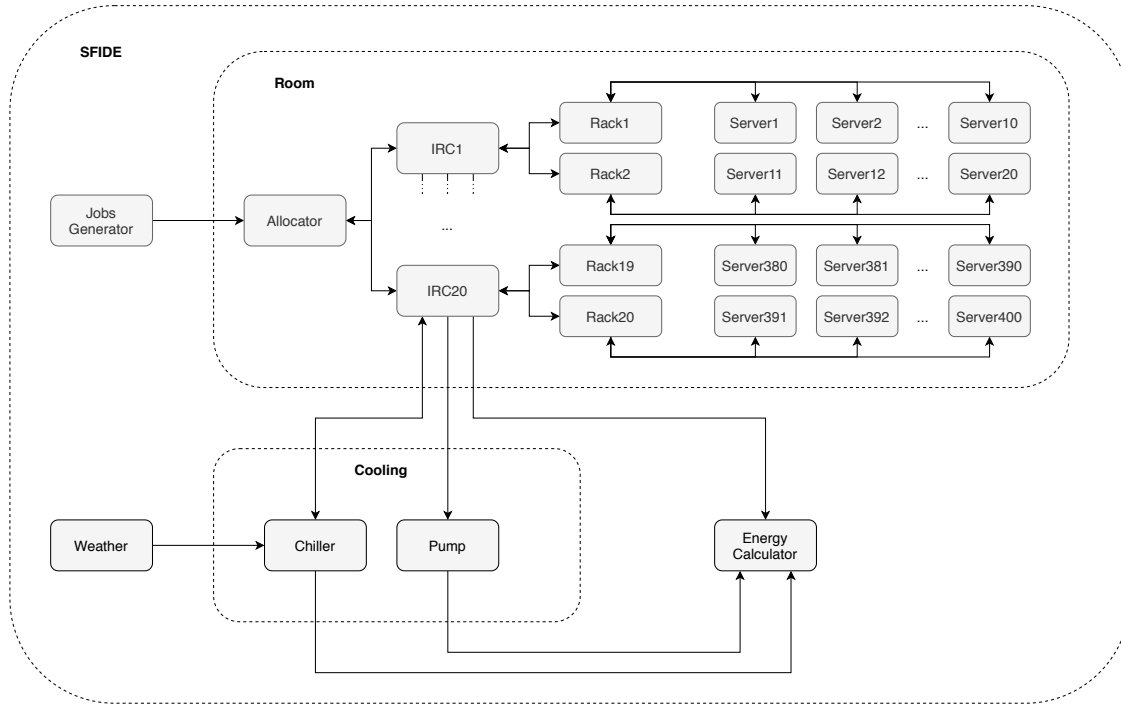 SFIDE
Room
Rack1
Server1
Server2
...
Server10
IRC1
Rack2
Server11
Server12
...
Server20
Jobs
Generator
Allocator
...
Rack19
Server380
Server381
...
Server390
IRC20
Rack20
Server391
Server392
...
Server400
Cooling
Weather
Chiller
Pump
Energy
Calculator